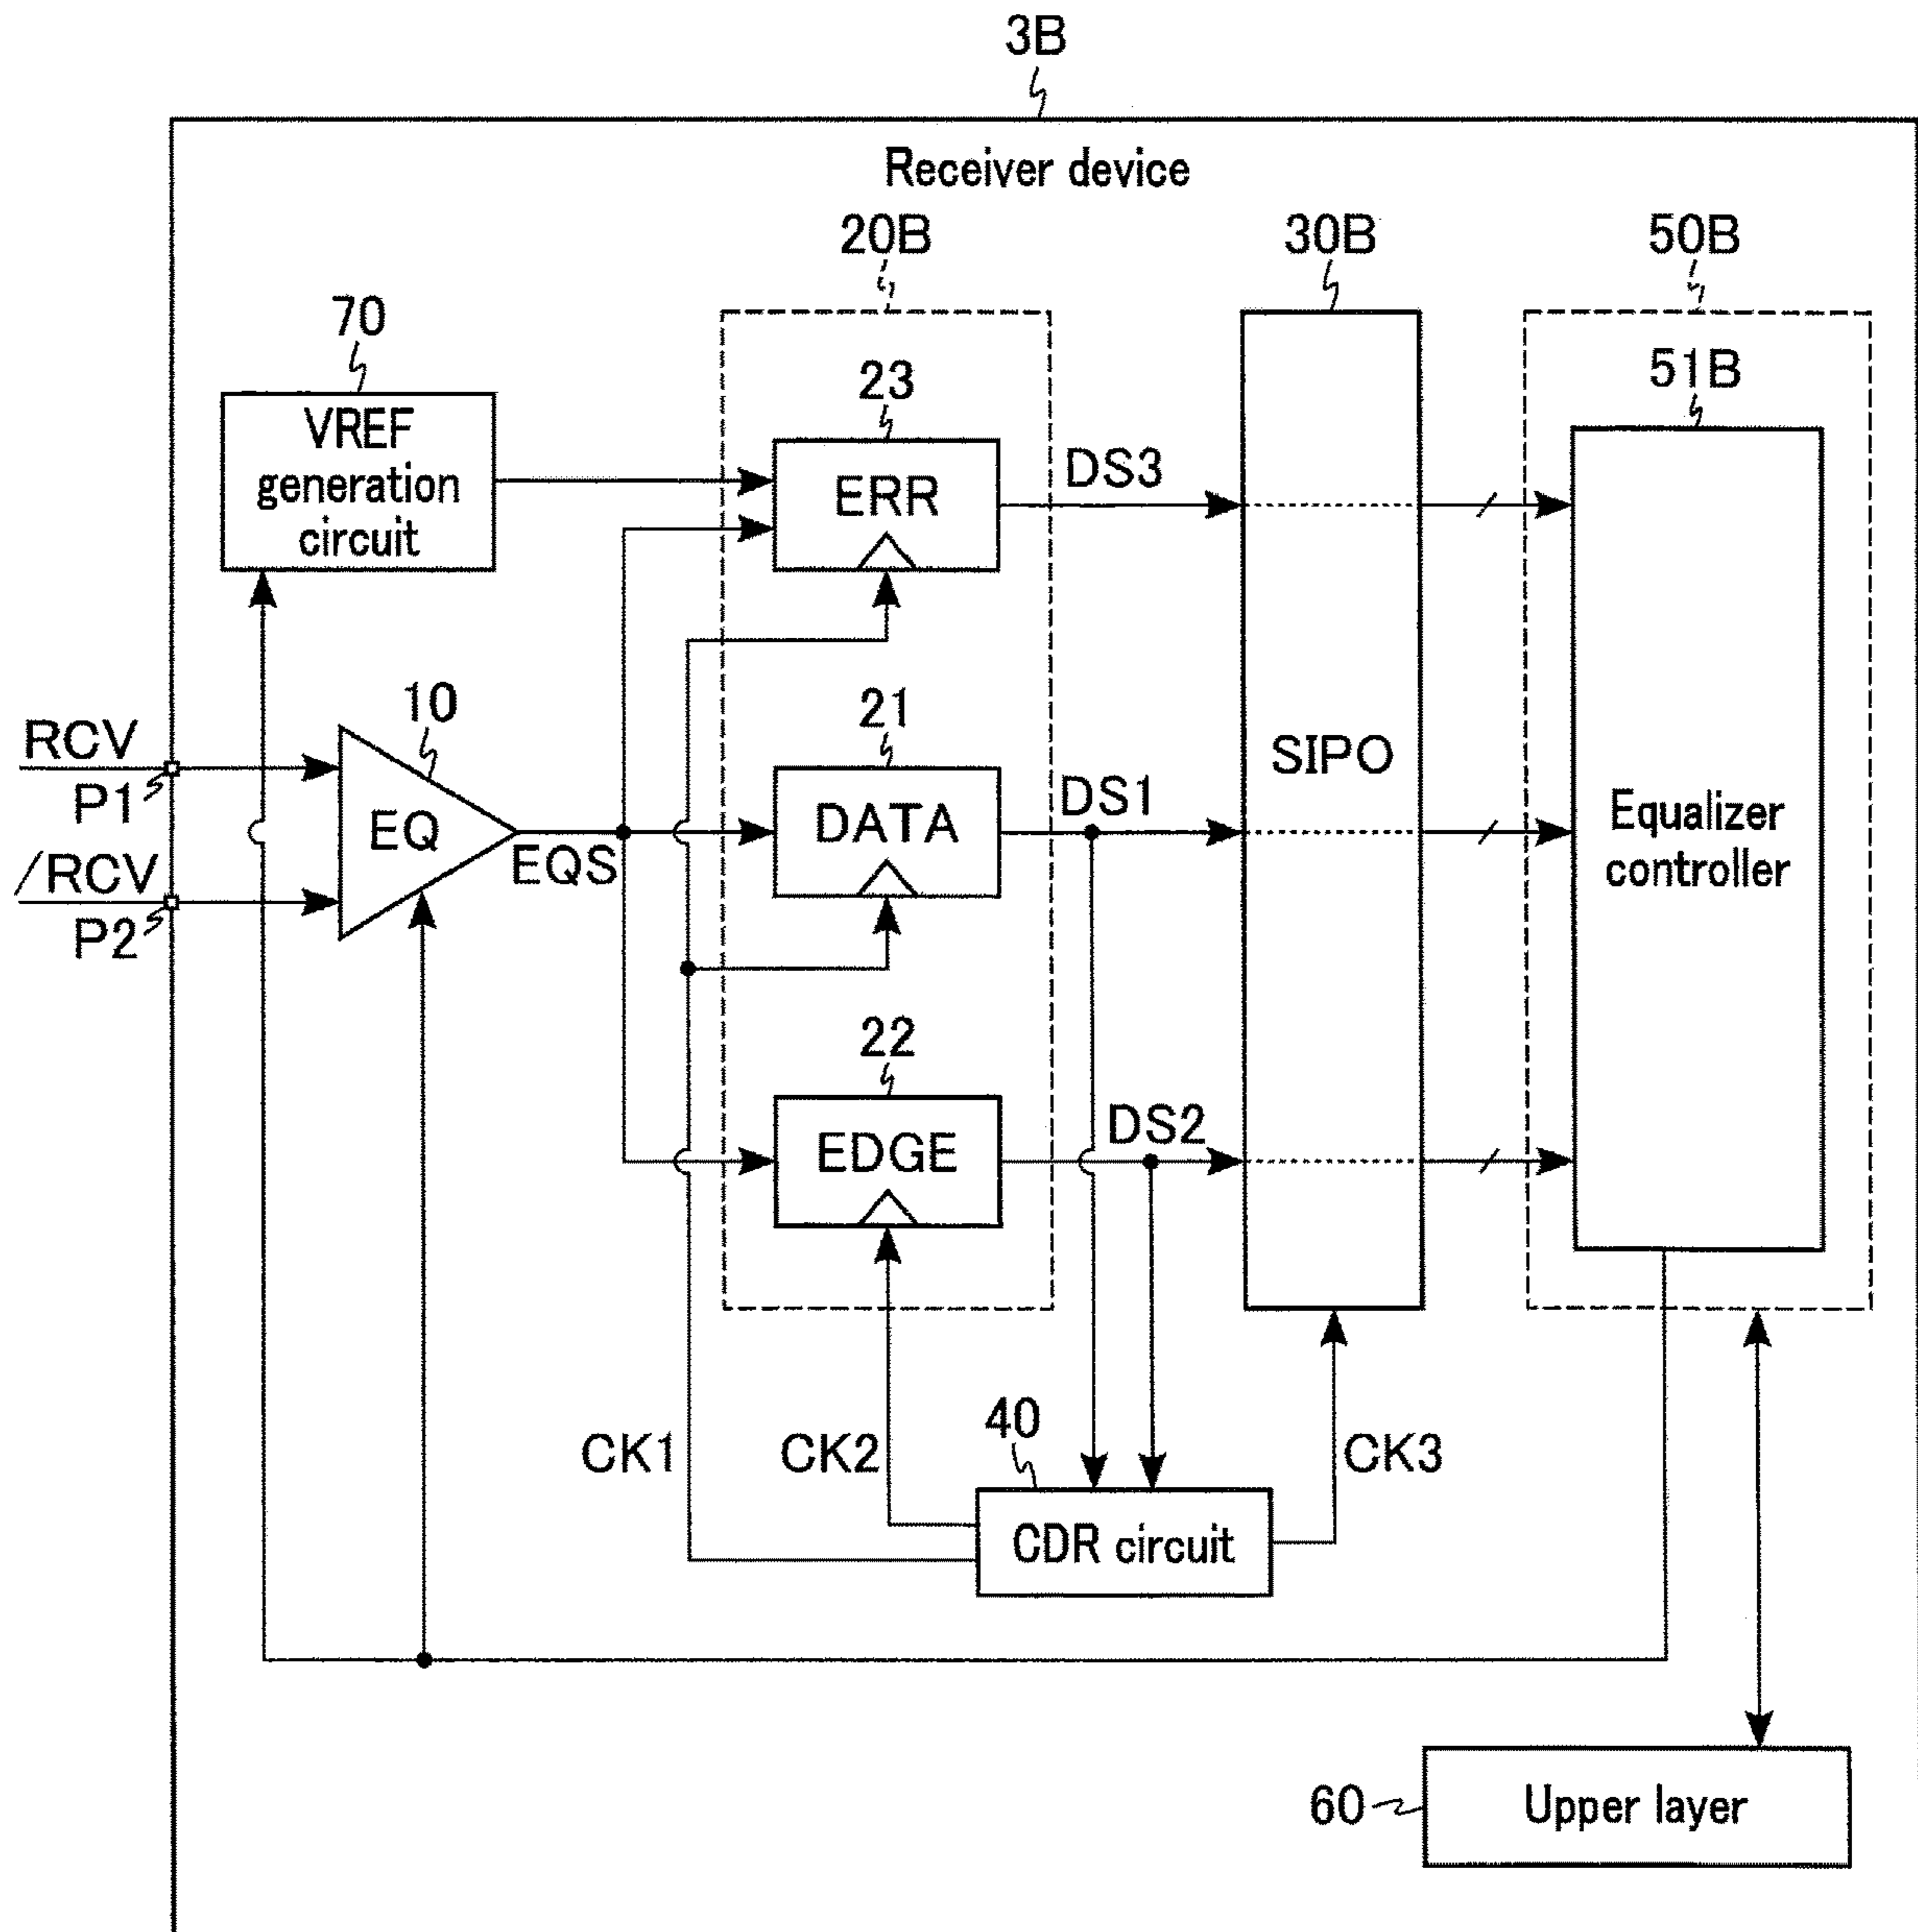 3B
Receiver device
20B
30B
50B
70
VREF
generation
circuit
23
ERR
DS3
51B
RCV
P1
/RCV
P2
10
EQ
EQS
21
DATA
DS1
SIPO
Equalizer
controller
22
EDGE
DS2
CK1
CK2
40
CK3
CDR circuit
60
Upper layer